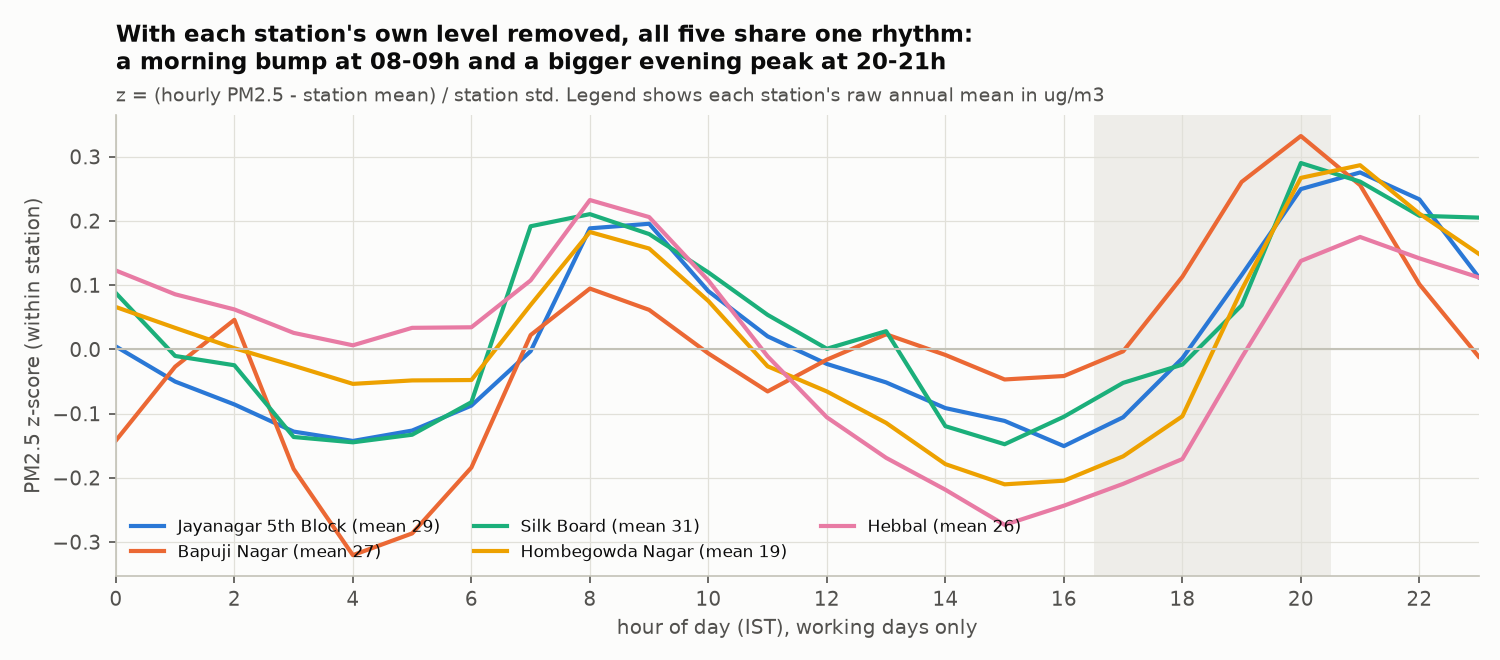 With each station's own level removed, all five share one rhythm:
a morning bump at 08-09h and a bigger evening peak at 20-21h
z = (hourly PM2.5 - station mean) / station std. Legend shows each station's raw annual mean in ug/m3
PM2.5 z-score (within station)
0.3
0.2
0.1
0.0
−0.1
−0.2
−0.3
Jayanagar 5th Block (mean 29)
Bapuji Nagar (mean 27)
Silk Board (mean 31)
Hombegowda Nagar (mean 19)
Hebbal (mean 26)
0 2 4 6 8 10 12 14 16 18 20 22
hour of day (IST), working days only